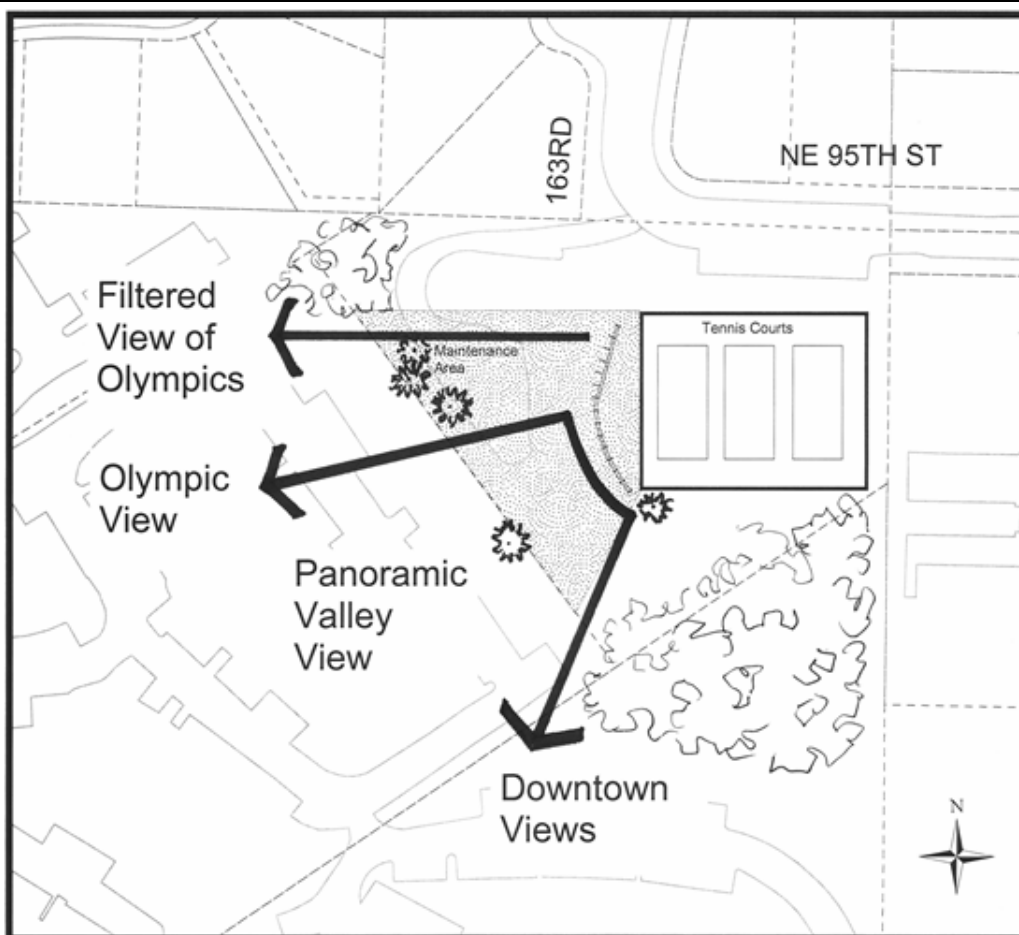 163RD
NE 95TH ST
Filtered
View of
Olympics
Tennis Courts
Maintenance
Area
Olympic
View
Panoramic
Valley
View
Downtown
Views
N